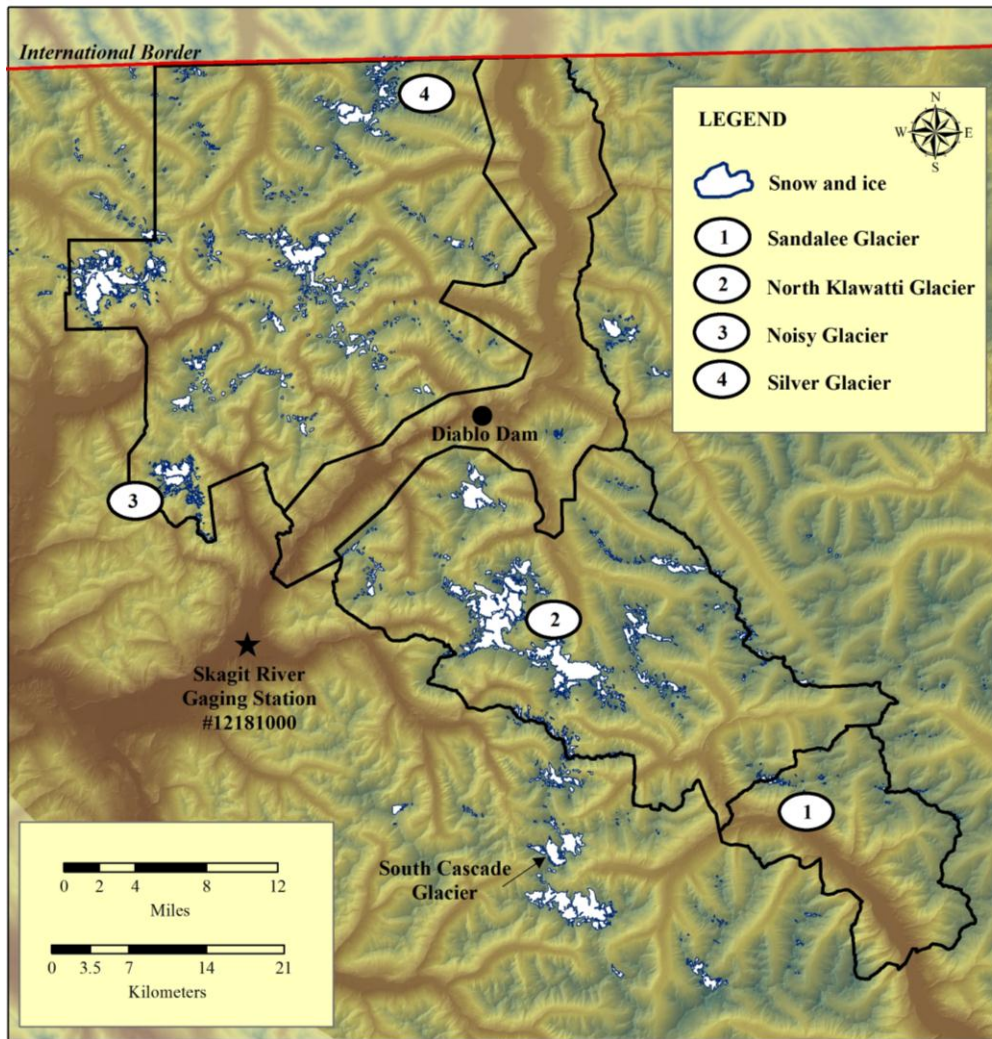 International Border
4
LEGEND
N
W E
S
Snow and ice
1 Sandalee Glacier
2 North Klawatti Glacier
3 Noisy Glacier
4 Silver Glacier
Diablo Dam
3
2
Skagit River
Gaging Station
#12181000
1
South Cascade
Glacier
0 2 4 8 12
Miles
0 3.5 7 14 21
Kilometers